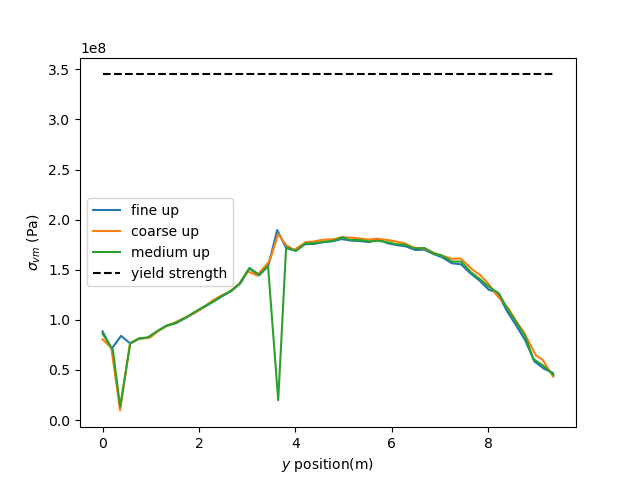 1e8
3.5
3.0
2.5
2.0
1.5
1.0
0.5
0.0
σvm (Pa)
fine up
coarse up
medium up
yield strength
0 2 4 6 8
y position(m)